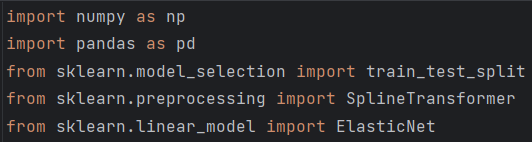 import numpy as np
import pandas as pd
from sklearn.model_selection import train_test_split
from sklearn.preprocessing import SplineTransformer
from sklearn.linear_model import ElasticNet